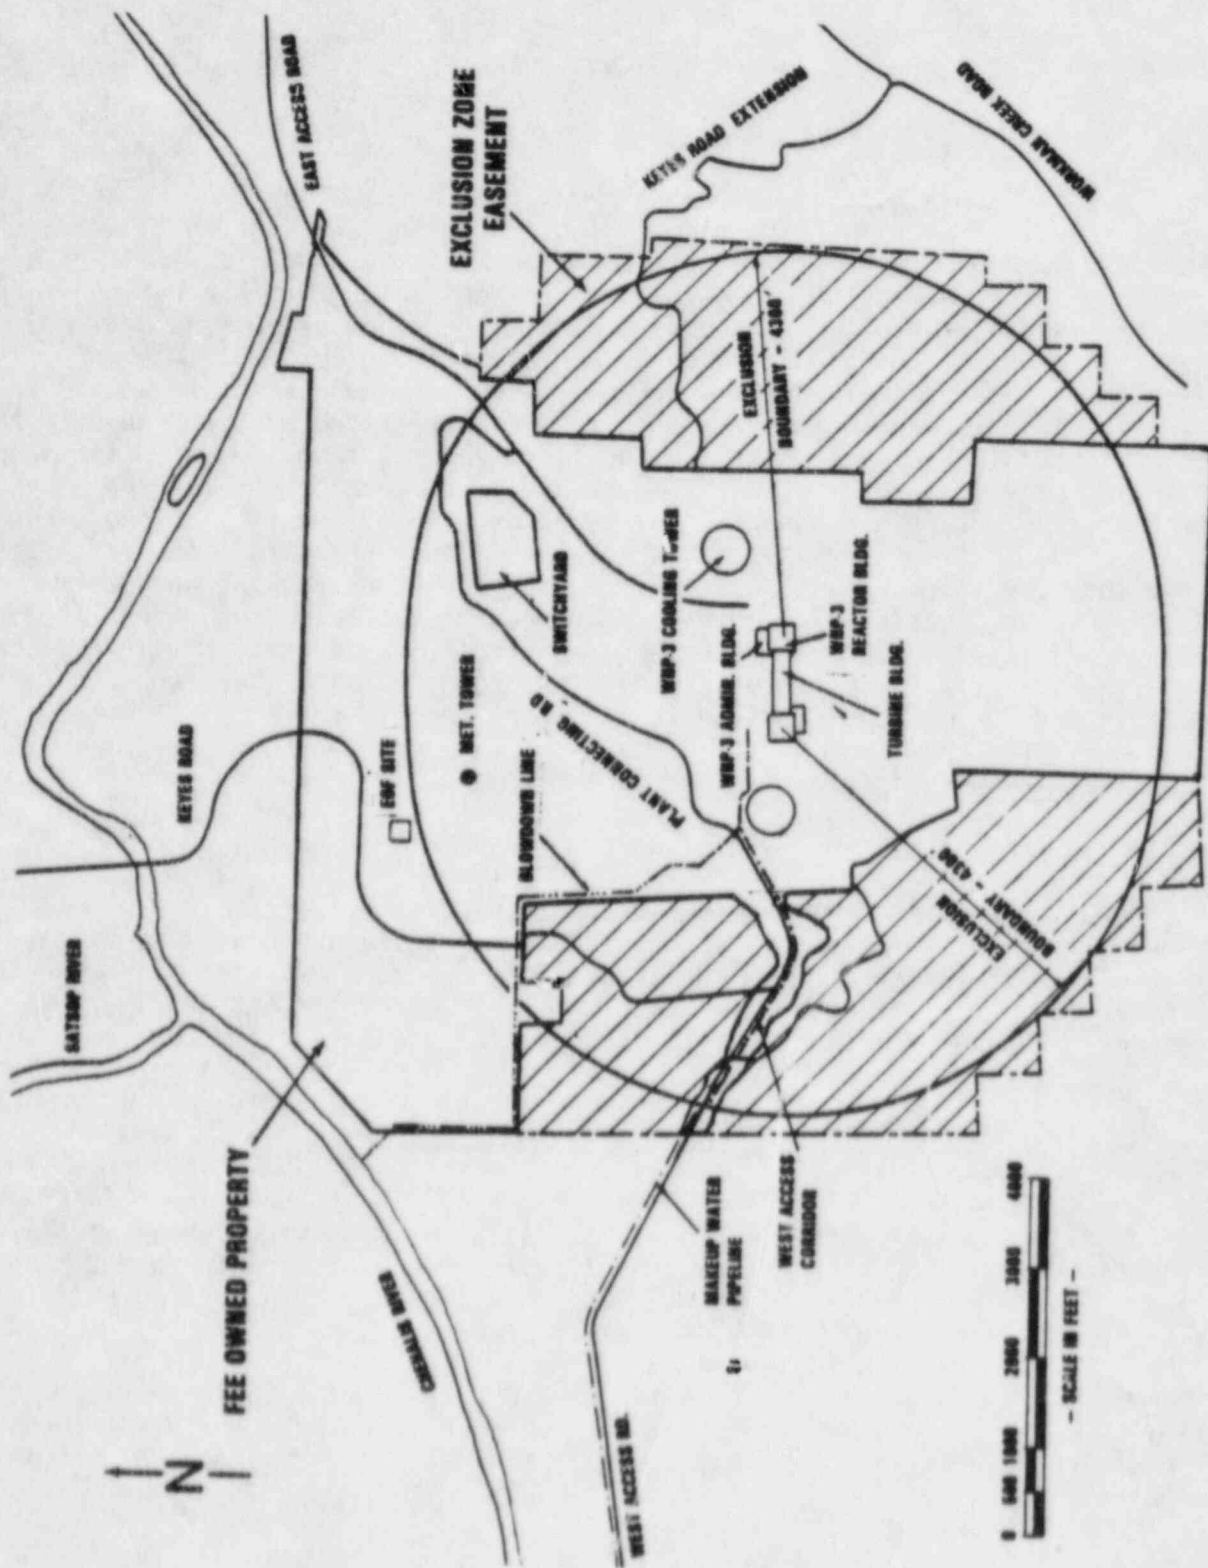 SATSOP RIVER
KEYES ROAD
EAST ACCESS ROAD
FEE OWNED PROPERTY
EOF SITE
MET. TOWER
EXCLUSION ZONE
EASEMENT
CHEHALIS RIVER
BLOWDOWN LINE
PLANT CONNECTING RD
SWITCHYARD
KEYES ROAD EXTENSION
WORKMAN CREEK ROAD
WEST ACCESS RD.
MAKEUP WATER
PIPELINE
WEST ACCESS
CORRIDOR
WNP-3 ADMIN. BLDG.
WNP-3 COOLING TOWER
EXCLUSION
BOUNDARY - 4300'
WNP-3
REACTOR BLDG.
TURBINE BLDG.
EXCLUSION
BOUNDARY - 4300'
0 500 1000 2000 3000 4000
- SCALE IN FEET -
N